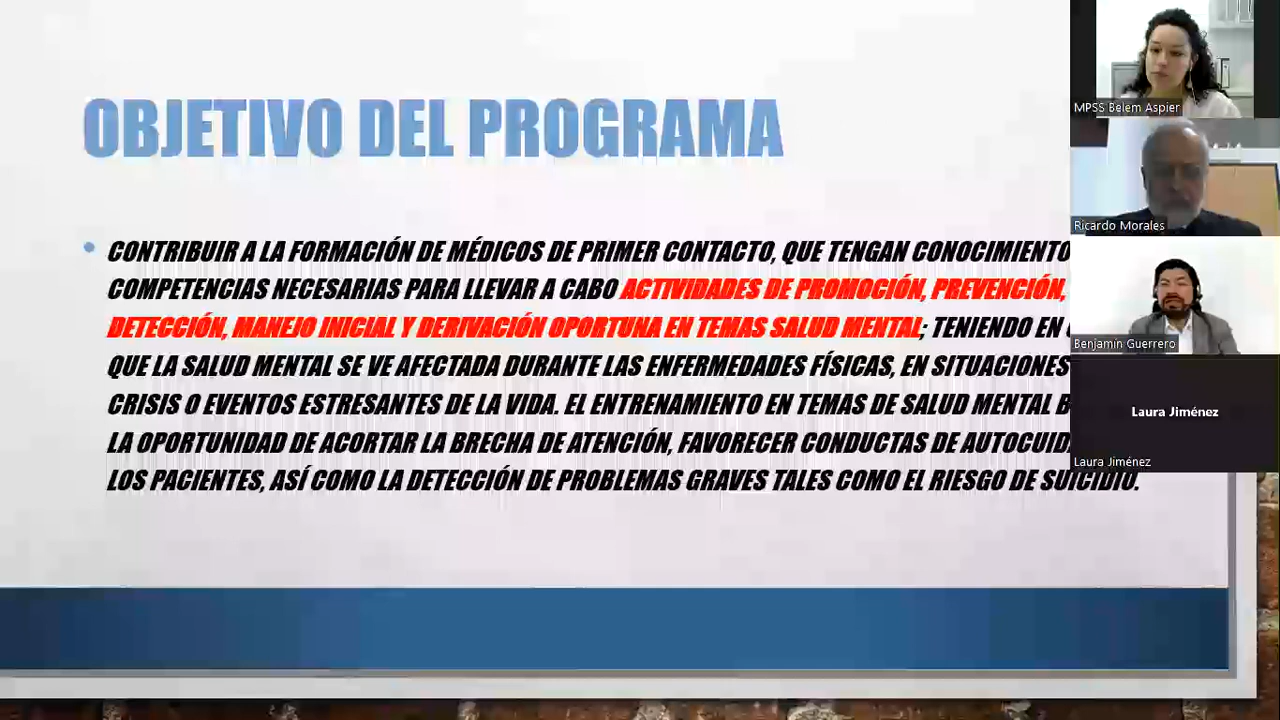 OBJETIVO DEL PROGRAMA
• CONTRIBUIR A LA FORMACIÓN DE MÉDICOS DE PRIMER CONTACTO, QUE TENGAN CONOCIMIENTO
COMPETENCIAS NECESARIAS PARA LLEVAR A CABO ACTIVIDADES DE PROMOCIÓN, PREVENCIÓN,
DETECCIÓN, MANEJO INICIAL Y DERIVACIÓN OPORTUNA EN TEMAS SALUD MENTAL; TENIENDO EN
QUE LA SALUD MENTAL SE VE AFECTADA DURANTE LAS ENFERMEDADES FÍSICAS, EN SITUACIONES
CRISIS O EVENTOS ESTRESANTES DE LA VIDA. EL ENTRENAMIENTO EN TEMAS DE SALUD MENTAL
LA OPORTUNIDAD DE ACORTAR LA BRECHA DE ATENCIÓN, FAVORECER CONDUCTAS DE
LOS PACIENTES, ASÍ COMO LA DETECCIÓN DE PROBLEMAS GRAVES TALES COMO EL RIESGO DE SUICIDIO.
MPSS Belem Aspier
Ricardo Morales
Benjamin Guerrero
Laura Jiménez
Laura Jiménez